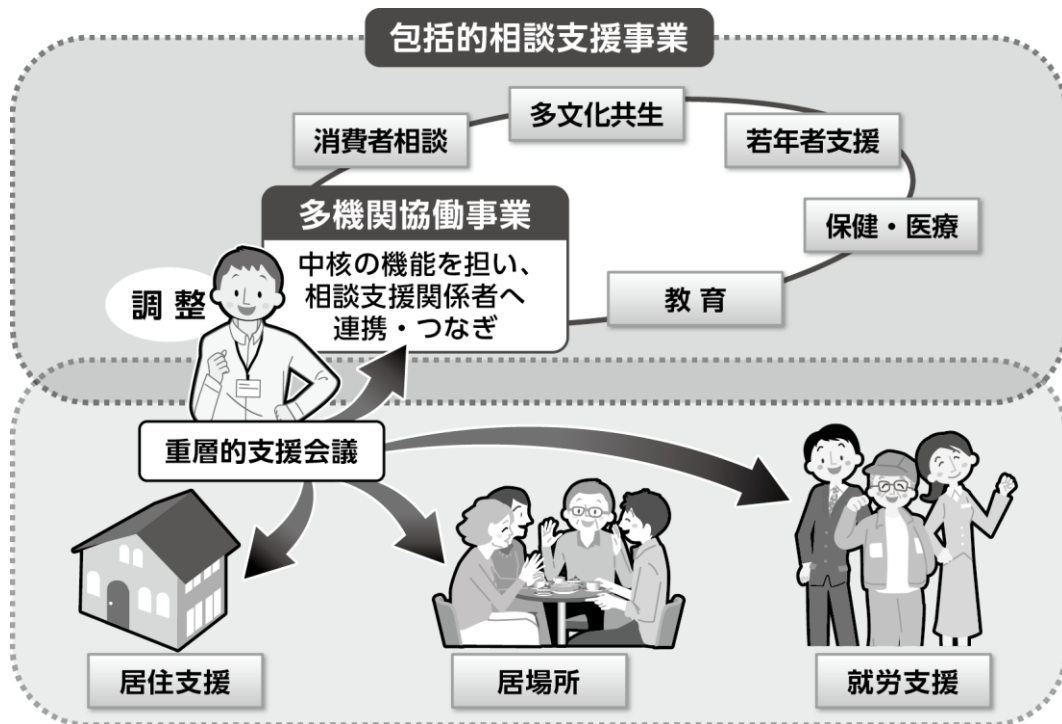 包括的相談支援事業
多文化共生
消費者相談
若年者支援
保健・医療
教育
多機関協働事業
中核の機能を担い、
相談支援関係者へ
連携・つなぎ
調整
重層的支援会議
居住支援
居場所
就労支援